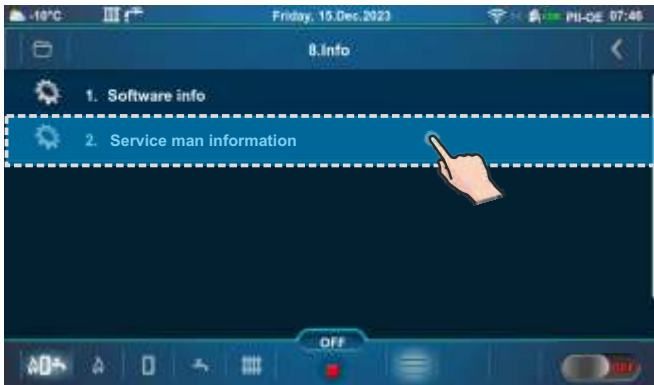 -10°C Friday, 15.Dec.2023 PII-OE 07:46
8.Info
1. Software info
2. Service man information
OFF
OFF